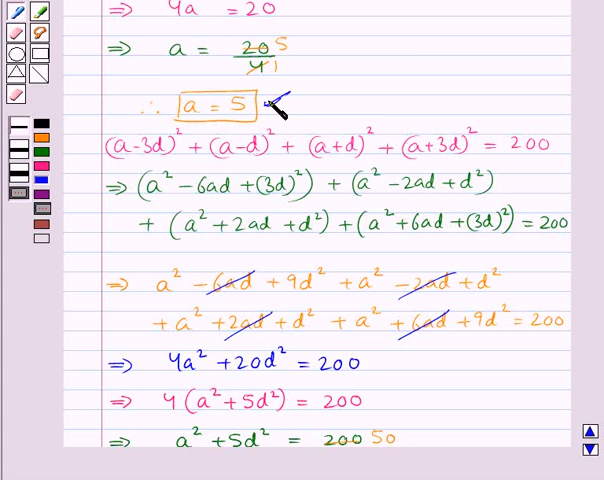 ⇒ 4a = 20
⇒ a = 20/4 5/1
∴ a = 5
(a-3d)² + (a-d)² + (a+d)² + (a+3d)² = 200
⇒ (a² - 6ad + (3d)²) + (a² - 2ad + d²)
+ (a² + 2ad + d²) + (a² + 6ad + (3d)²) = 200
⇒ a² - 6ad + 9d² + a² - 2ad + d²
+ a² + 2ad + d² + a² + 6ad + 9d² = 200
⇒ 4a² + 20d² = 200
⇒ 4(a² + 5d²) = 200
⇒ a² + 5d² = 200 50